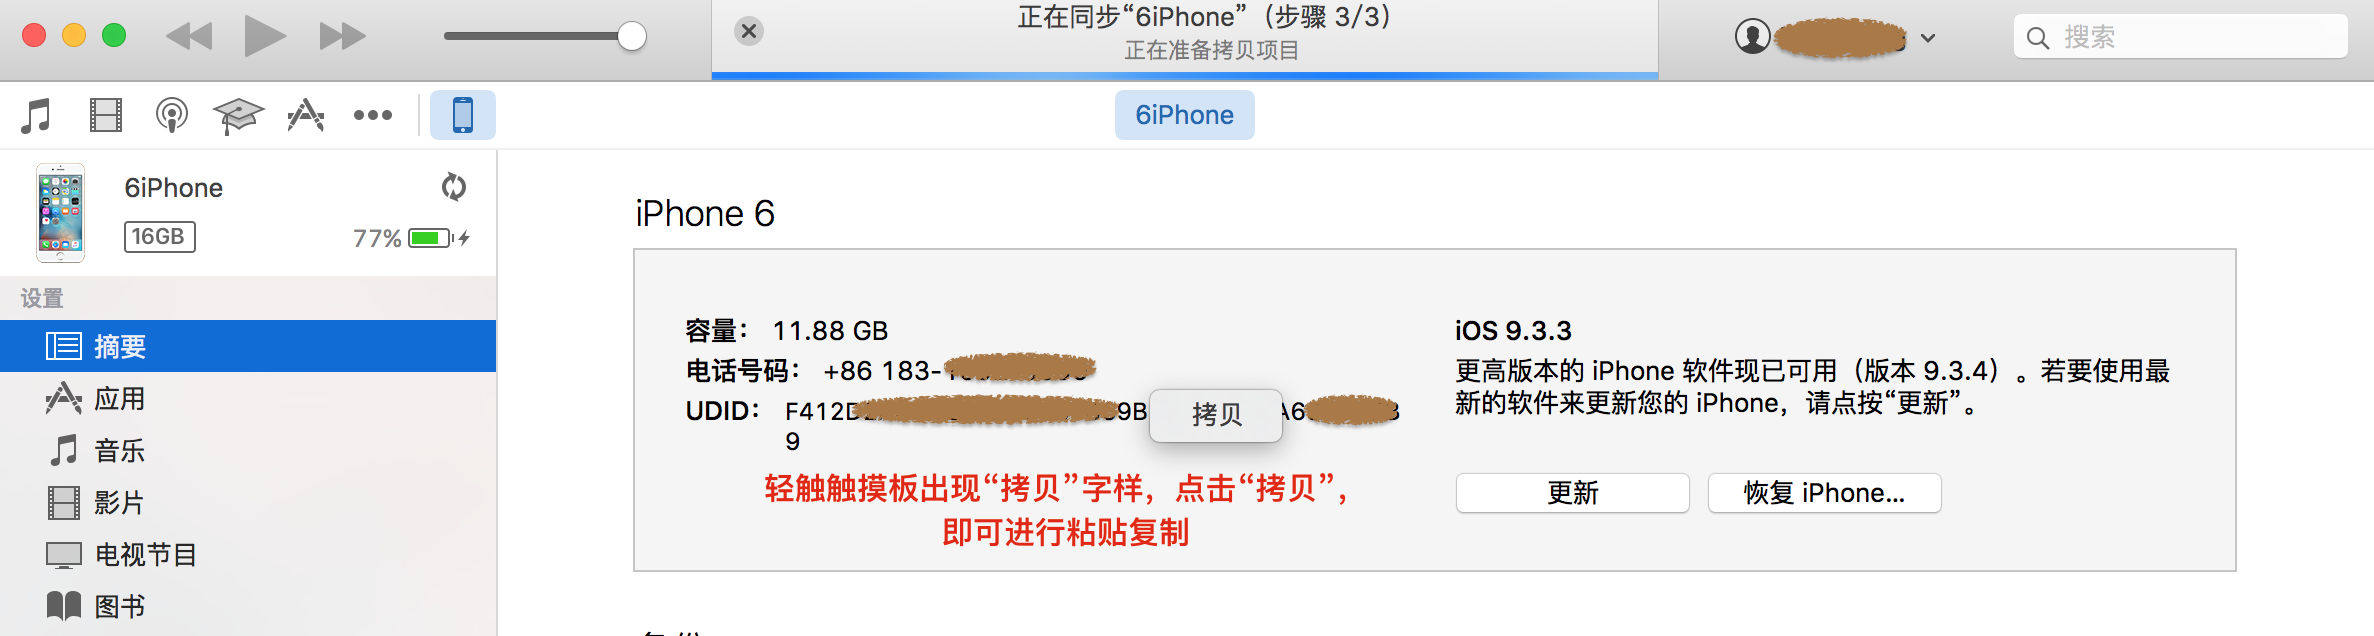 正在同步“6iPhone”（步骤 3/3）
正在准备拷贝项目
搜索
6iPhone
6iPhone
16GB
77%
设置
摘要
应用
音乐
影片
电视节目
图书
iPhone 6
容量： 11.88 GB
电话号码： +86 183-
UDID： F412D
9B
A6
9
拷贝
轻触触摸板出现“拷贝”字样，点击“拷贝”，
即可进行粘贴复制
iOS 9.3.3
更高版本的 iPhone 软件现已可用（版本 9.3.4）。若要使用最
新的软件来更新您的 iPhone，请点按“更新”。
更新
恢复 iPhone...